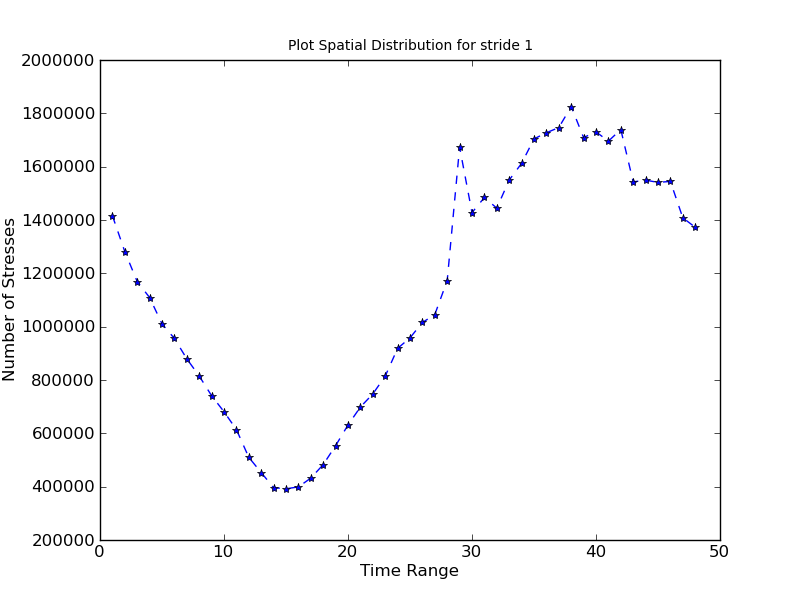 Plot Spatial Distribution for stride 1
2000000
1800000
1600000
1400000
1200000
1000000
800000
600000
400000
200000
Number of Stresses
0 10 20 30 40 50
Time Range